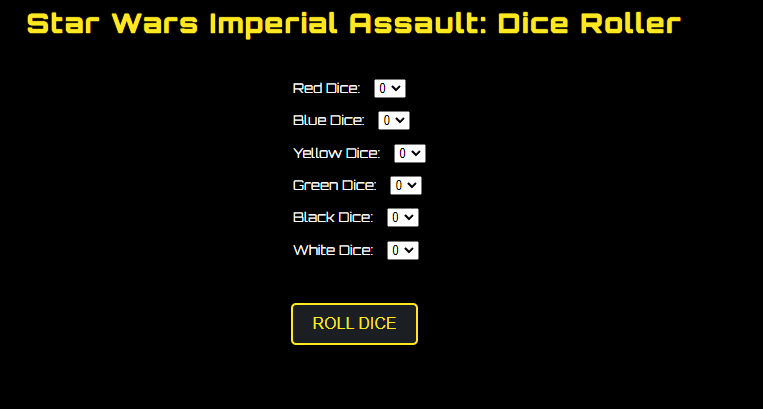 Star Wars Imperial Assault: Dice Roller
Red Dice: 0
Blue Dice: 0
Yellow Dice: 0
Green Dice: 0
Black Dice: 0
White Dice: 0
ROLL DICE